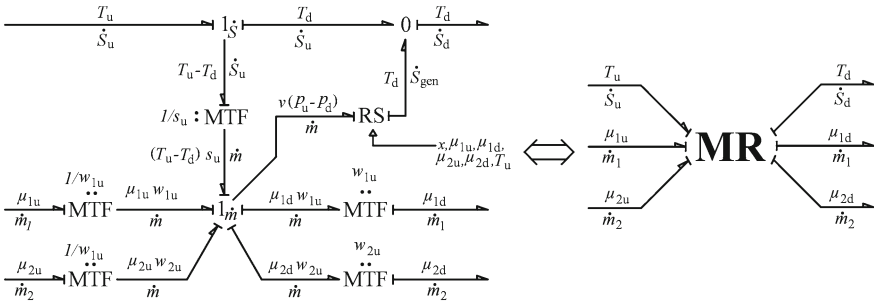 T_u T_d T_d
1_Ṡ 0
Ṡ_u Ṡ_u Ṡ_d
T_u-T_d Ṡ_u T_d Ṡ_gen
v(p_u-p_d)
1/s_u : MTF ṁ RS
(T_u-T_d) s_u ṁ x,μ_1u,μ_1d,
μ_2u,μ_2d,T_u
1/w_1u w_1u
μ_1u MTF μ_1u w_1u 1_ṁ μ_1d w_1u MTF μ_1d
ṁ_1 ṁ ṁ ṁ_1
1/w_1u w_2u
μ_2u MTF μ_2u w_2u μ_2d w_2u MTF μ_2d
ṁ_2 ṁ ṁ ṁ_2
T_u T_d
Ṡ_u Ṡ_d
μ_1u MR μ_1d
ṁ_1 ṁ_1
μ_2u μ_2d
ṁ_2 ṁ_2